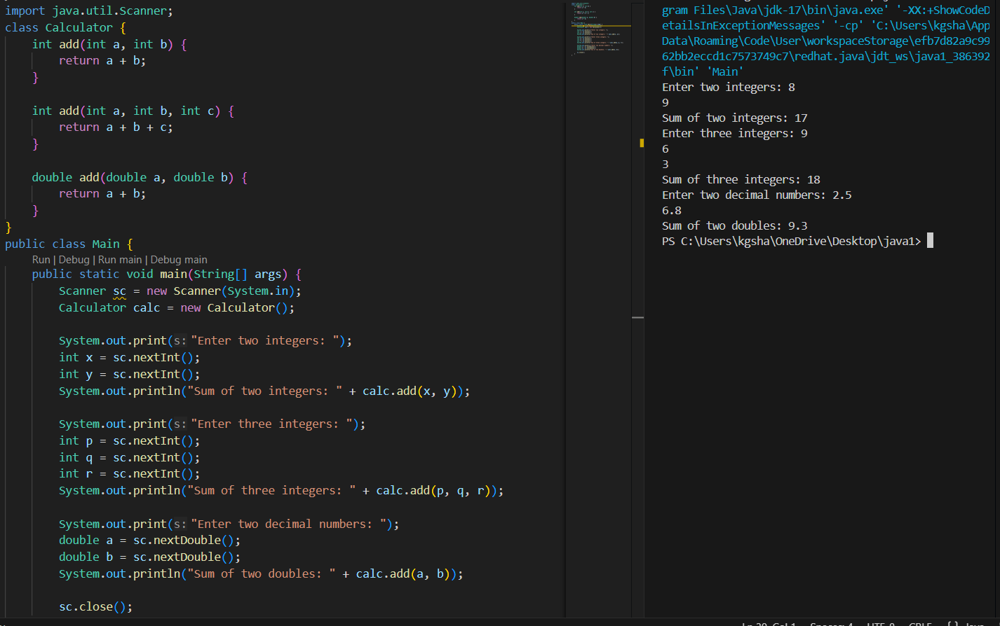 import java.util.Scanner;
class Calculator {
    int add(int a, int b) {
        return a + b;
    }

    int add(int a, int b, int c) {
        return a + b + c;
    }

    double add(double a, double b) {
        return a + b;
    }
}
public class Main {
    Run | Debug | Run main | Debug main
    public static void main(String[] args) {
        Scanner sc = new Scanner(System.in);
        Calculator calc = new Calculator();

        System.out.print(s: "Enter two integers: ");
        int x = sc.nextInt();
        int y = sc.nextInt();
        System.out.println("Sum of two integers: " + calc.add(x, y));

        System.out.print(s: "Enter three integers: ");
        int p = sc.nextInt();
        int q = sc.nextInt();
        int r = sc.nextInt();
        System.out.println("Sum of three integers: " + calc.add(p, q, r));

        System.out.print(s: "Enter two decimal numbers: ");
        double a = sc.nextDouble();
        double b = sc.nextDouble();
        System.out.println("Sum of two doubles: " + calc.add(a, b));

        sc.close();
gram Files\Java\jdk-17\bin\java.exe' '-XX:+ShowCodeD
etailsInExceptionMessages' '-cp' 'C:\Users\kgsha\App
Data\Roaming\Code\User\workspaceStorage\efb7d82a9c99
62bb2eccd1c7573749c7\redhat.java\jdt_ws\java1_386392
f\bin' 'Main'
Enter two integers: 8
9
Sum of two integers: 17
Enter three integers: 9
6
3
Sum of three integers: 18
Enter two decimal numbers: 2.5
6.8
Sum of two doubles: 9.3
PS C:\Users\kgsha\OneDrive\Desktop\java1>